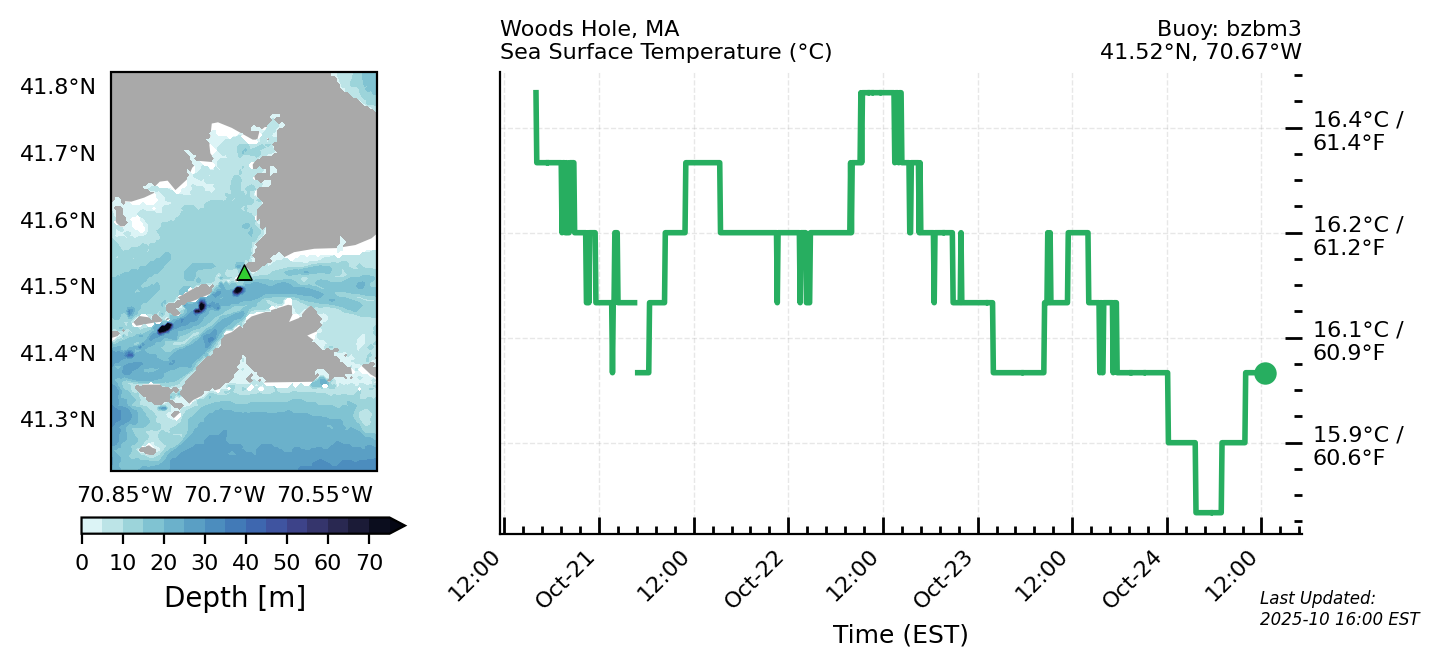 Woods Hole, MA
Sea Surface Temperature (°C)
Buoy: bzbm3
41.52°N, 70.67°W
41.8°N
41.7°N
41.6°N
41.5°N
41.4°N
41.3°N
70.85°W 70.7°W 70.55°W
0 10 20 30 40 50 60 70
Depth [m]
16.4°C /
61.4°F
16.2°C /
61.2°F
16.1°C /
60.9°F
15.9°C /
60.6°F
12:00 Oct-21 12:00 Oct-22 12:00 Oct-23 12:00 Oct-24 12:00
Time (EST)
Last Updated:
2025-10 16:00 EST